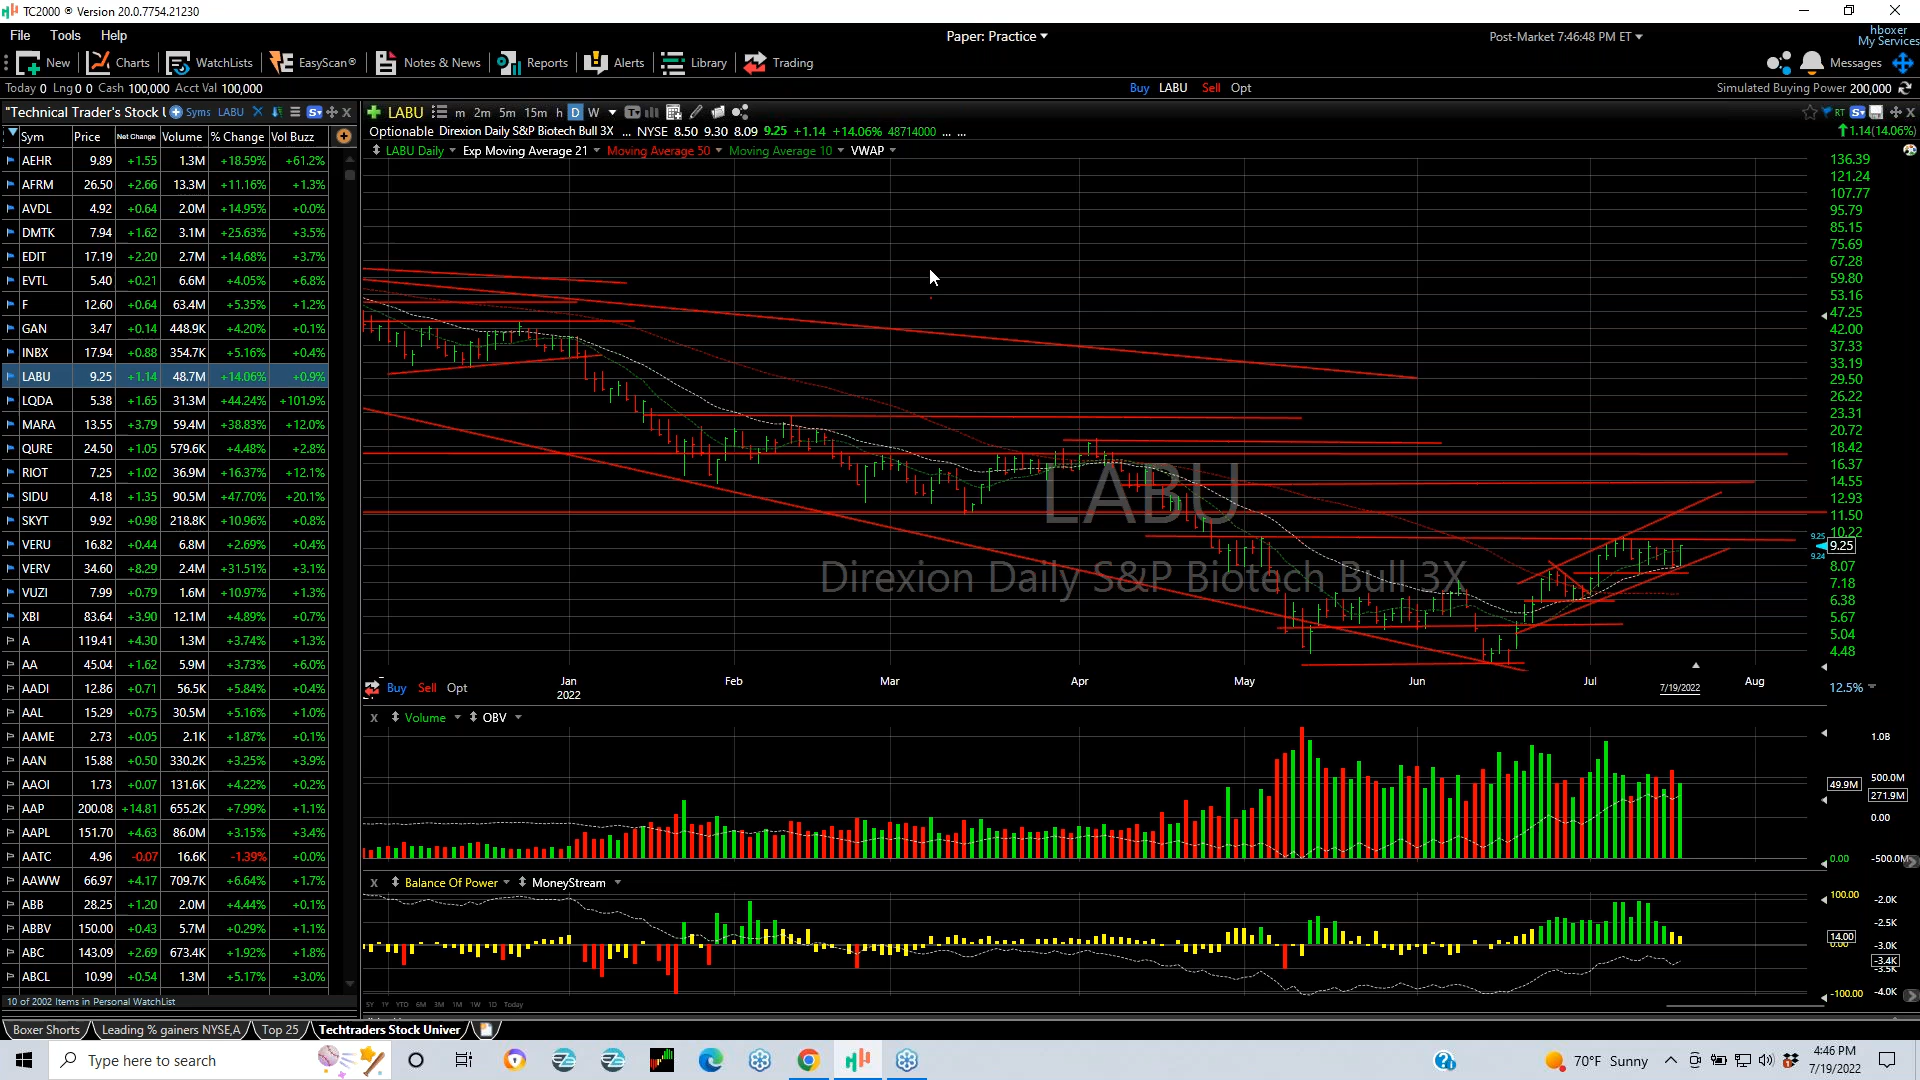 TC2000 ® Version 20.0.7754.21230
File Tools Help
Paper: Practice
Post-Market 7:46:48 PM ET
hboxer
My Services
New Charts WatchLists EasyScan® Notes & News Reports Alerts Library Trading
Messages
Today 0 Lng 0 0 Cash 100,000 Acct Val 100,000
Buy LABU Sell Opt
Simulated Buying Power 200,000
"Technical Trader's Stock U Syms LABU
LABU m 2m 5m 15m h D W
RT
Optionable Direxion Daily S&P Biotech Bull 3X ... NYSE 8.50 9.30 8.09 9.25 +1.14 +14.06% 48714000 ... ...
1.14(14.06%)
LABU Daily Exp Moving Average 21 Moving Average 50 Moving Average 10 VWAP
Sym Price Net Change Volume % Change Vol Buzz
AEHR 9.89 +1.55 1.3M +18.59% +61.2%
AFRM 26.50 +2.66 13.3M +11.16% +1.3%
AVDL 4.92 +0.64 2.0M +14.95% +0.0%
DMTK 7.94 +1.62 3.1M +25.63% +3.5%
EDIT 17.19 +2.20 2.7M +14.68% +3.7%
EVTL 5.40 +0.21 6.6M +4.05% +6.8%
F 12.60 +0.64 63.4M +5.35% +1.2%
GAN 3.47 +0.14 448.9K +4.20% +0.1%
INBX 17.94 +0.88 354.7K +5.16% +0.4%
LABU 9.25 +1.14 48.7M +14.06% +0.9%
LQDA 5.38 +1.65 31.3M +44.24% +101.9%
MARA 13.55 +3.79 59.4M +38.83% +12.0%
QURE 24.50 +1.05 579.6K +4.48% +2.8%
RIOT 7.25 +1.02 36.9M +16.37% +12.1%
SIDU 4.18 +1.35 90.5M +47.70% +20.1%
SKYT 9.92 +0.98 218.8K +10.96% +0.8%
VERU 16.82 +0.44 6.8M +2.69% +0.4%
VERV 34.60 +8.29 2.4M +31.51% +3.1%
VUZI 7.99 +0.79 1.6M +10.97% +1.3%
XBI 83.64 +3.90 12.1M +4.89% +0.7%
A 119.41 +4.30 1.3M +3.74% +1.3%
AA 45.04 +1.62 5.9M +3.73% +6.0%
AADI 12.86 +0.71 56.5K +5.84% +0.4%
AAL 15.29 +0.75 30.5M +5.16% +1.0%
AAME 2.73 +0.05 2.1K +1.87% +0.1%
AAN 15.88 +0.50 330.2K +3.25% +3.9%
AAOI 1.73 +0.07 131.6K +4.22% +0.2%
AAP 200.08 +14.81 655.2K +7.99% +1.1%
AAPL 151.70 +4.63 86.0M +3.15% +3.4%
AATC 4.96 -0.07 16.6K -1.39% +0.0%
AAWW 66.97 +4.17 709.7K +6.64% +1.7%
ABB 28.25 +1.20 2.0M +4.44% +0.1%
ABBV 150.00 +0.43 5.7M +0.29% +1.1%
ABC 143.09 +2.69 673.4K +1.92% +1.8%
ABCL 10.99 +0.54 1.3M +5.17% +3.0%
10 of 2002 Items in Personal WatchList
LABU
Direxion Daily S&P Biotech Bull 3X
136.39
121.24
107.77
95.79
85.15
75.69
67.28
59.80
53.16
47.25
42.00
37.33
33.19
29.50
26.22
23.31
20.72
18.42
16.37
14.55
12.93
11.50
10.22
9.25 9.25
9.24
8.07
7.18
6.38
5.67
5.04
4.48
Buy Sell Opt
Jan Feb Mar Apr May Jun Jul Aug
2022
7/19/2022
12.5%
X Volume OBV
1.0B
49.9M 500.0M
271.9M
0.00
0.00 -500.0M
X Balance Of Power MoneyStream
100.00 -2.0K
-2.5K
14.00
0.00 -3.0K
-3.4K
-3.5K
-100.00 -4.0K
5Y 1Y YTD 6M 3M 1M 1W 1D Today
Boxer Shorts Leading % gainers NYSE,A Top 25 Techtraders Stock Univer
Type here to search
70°F Sunny
4:46 PM
7/19/2022